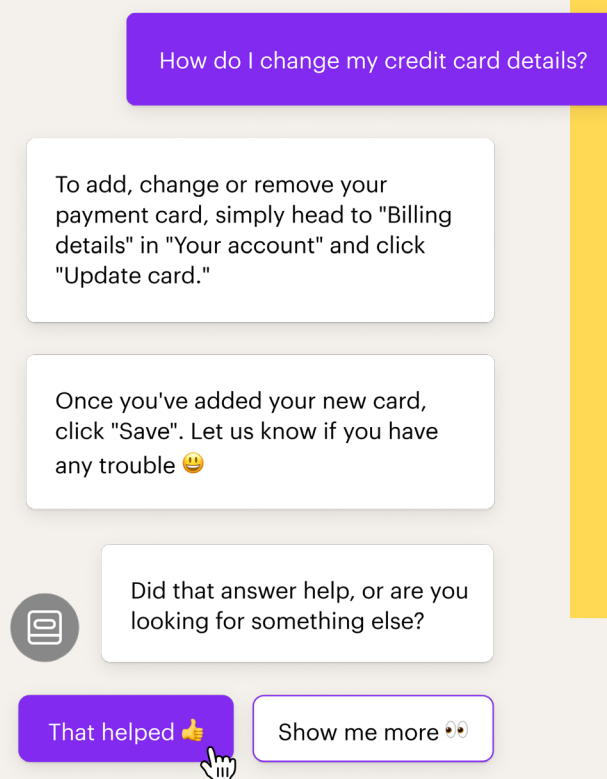 How do I change my credit card details?
To add, change or remove your
payment card, simply head to "Billing
details" in "Your account" and click
"Update card."
Once you've added your new card,
click "Save". Let us know if you have
any trouble 😃
Did that answer help, or are you
looking for something else?
That helped 👍
Show me more 👀